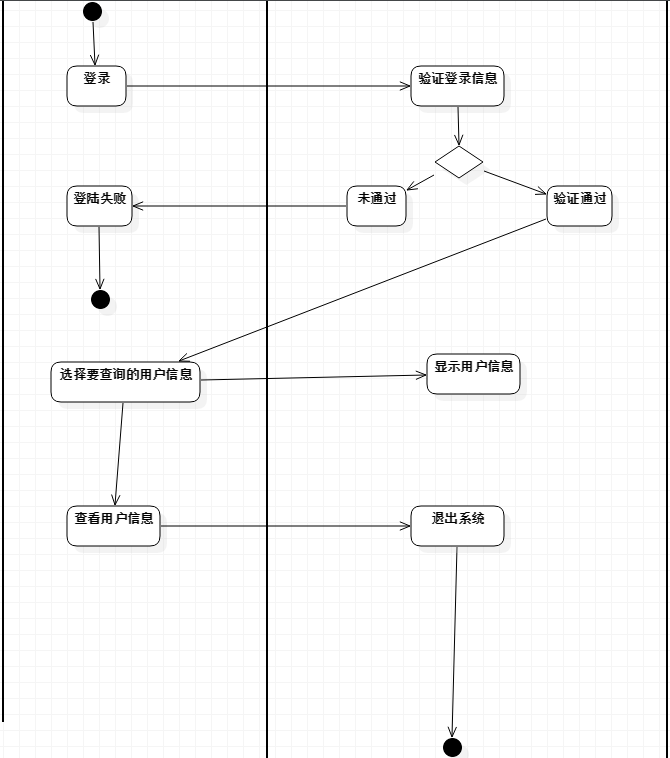 登录
验证登录信息
登陆失败
未通过
验证通过
选择要查询的用户信息
显示用户信息
查看用户信息
退出系统